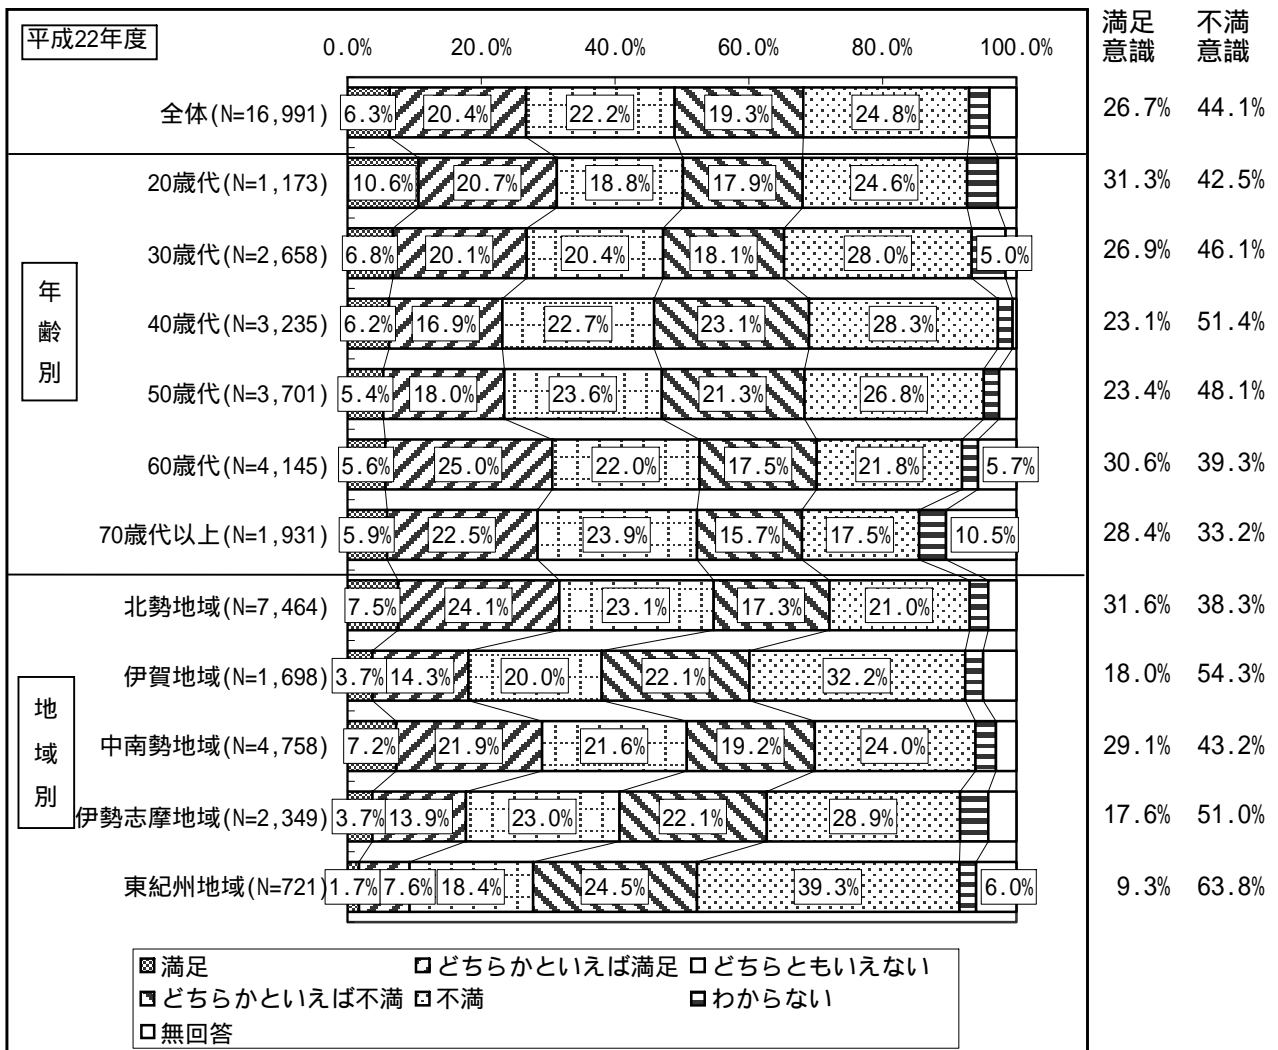 平成22年度
0.0% 20.0% 40.0% 60.0% 80.0% 100.0%
満足意識 不満意識
全体(N=16,991) 6.3% 20.4% 22.2% 19.3% 24.8% 26.7% 44.1%
年齢別
20歳代(N=1,173) 10.6% 20.7% 18.8% 17.9% 24.6% 31.3% 42.5%
30歳代(N=2,658) 6.8% 20.1% 20.4% 18.1% 28.0% 5.0% 26.9% 46.1%
40歳代(N=3,235) 6.2% 16.9% 22.7% 23.1% 28.3% 23.1% 51.4%
50歳代(N=3,701) 5.4% 18.0% 23.6% 21.3% 26.8% 23.4% 48.1%
60歳代(N=4,145) 5.6% 25.0% 22.0% 17.5% 21.8% 5.7% 30.6% 39.3%
70歳代以上(N=1,931) 5.9% 22.5% 23.9% 15.7% 17.5% 10.5% 28.4% 33.2%
地域別
北勢地域(N=7,464) 7.5% 24.1% 23.1% 17.3% 21.0% 31.6% 38.3%
伊賀地域(N=1,698) 3.7% 14.3% 20.0% 22.1% 32.2% 18.0% 54.3%
中南勢地域(N=4,758) 7.2% 21.9% 21.6% 19.2% 24.0% 29.1% 43.2%
伊勢志摩地域(N=2,349) 3.7% 13.9% 23.0% 22.1% 28.9% 17.6% 51.0%
東紀州地域(N=721) 1.7% 7.6% 18.4% 24.5% 39.3% 6.0% 9.3% 63.8%
満足 どちらかといえば満足 どちらともいえない
どちらかといえば不満 不満 わからない
無回答